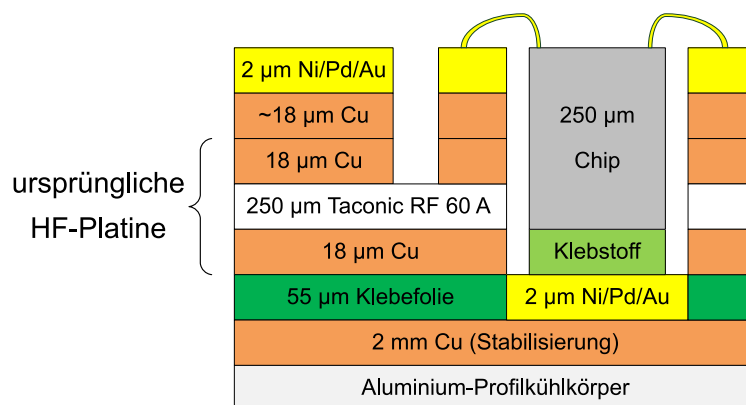 2 µm Ni/Pd/Au
~18 µm Cu
250 µm
18 µm Cu
Chip
ursprüngliche
HF-Platine
250 µm Taconic RF 60 A
18 µm Cu
Klebstoff
55 µm Klebefolie
2 µm Ni/Pd/Au
2 mm Cu (Stabilisierung)
Aluminium-Profilkühlkörper